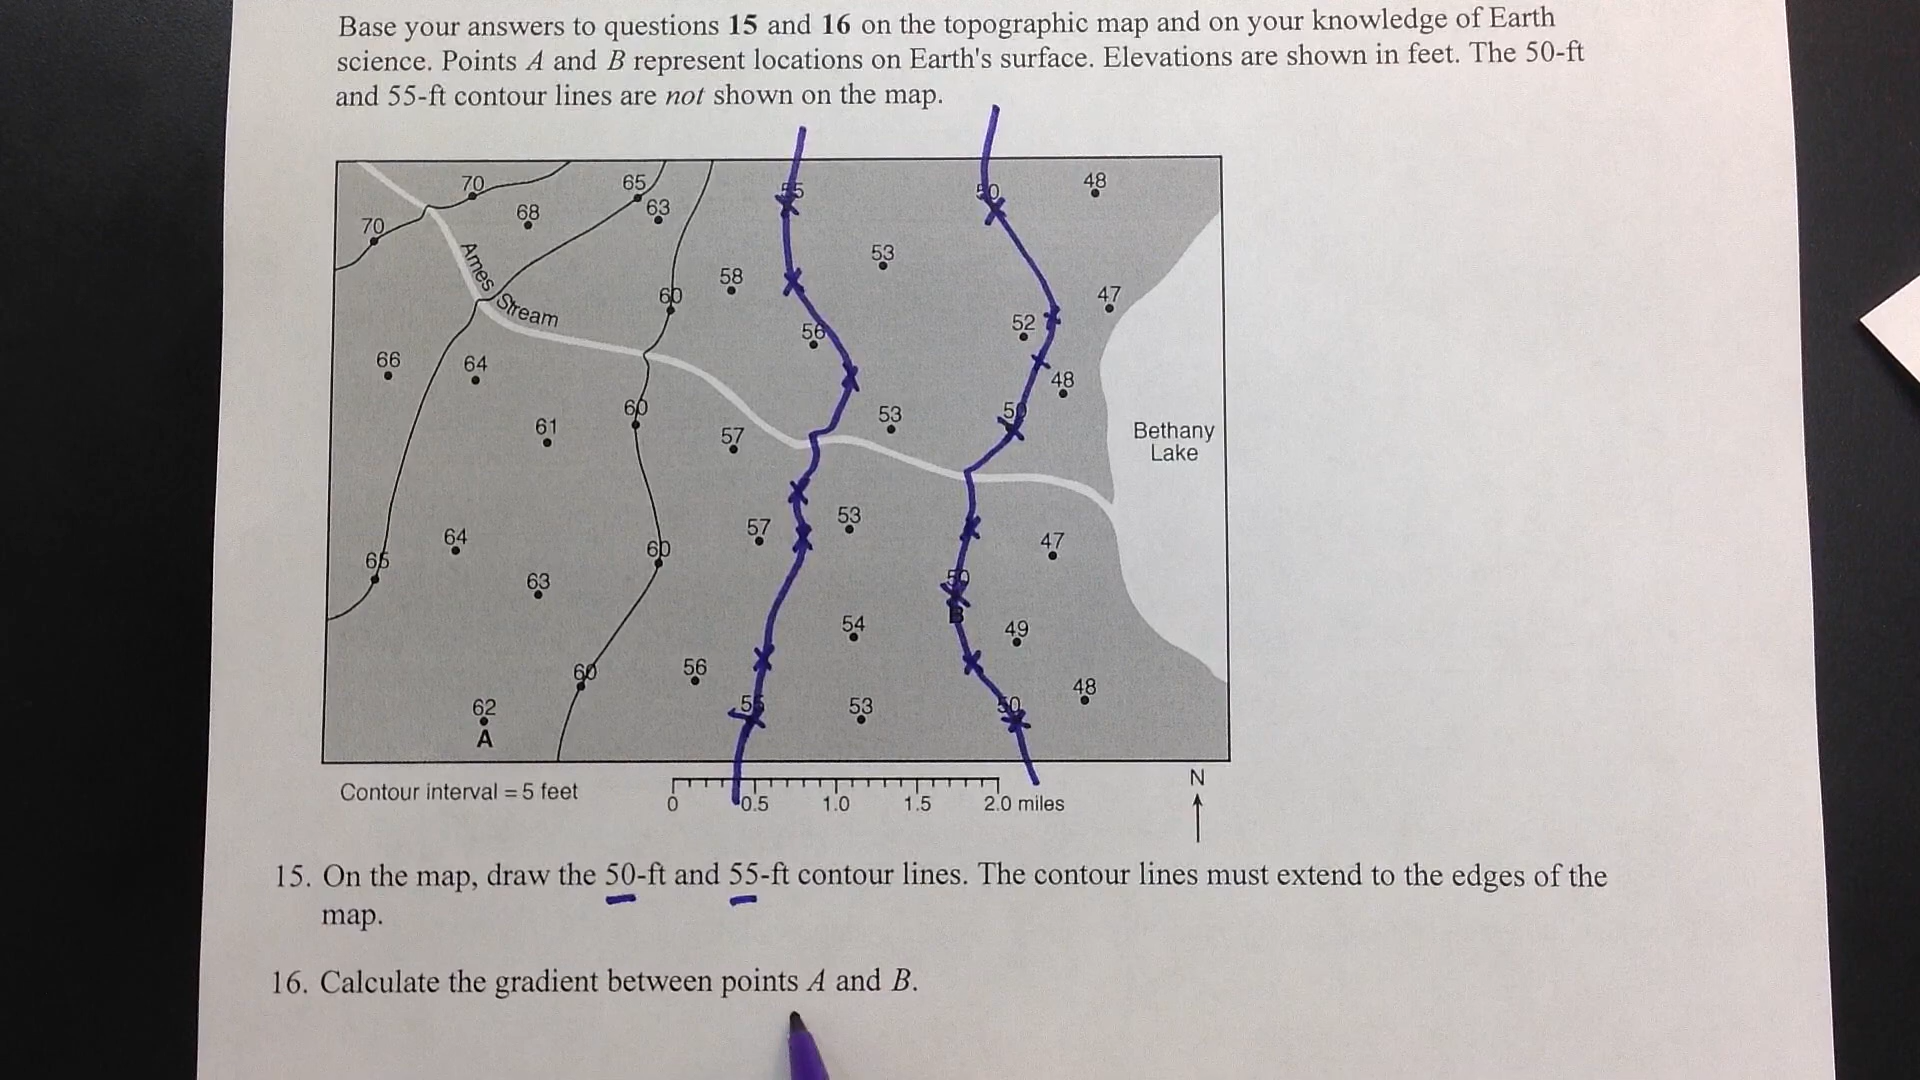 Base your answers to questions 15 and 16 on the topographic map and on your knowledge of Earth
science. Points A and B represent locations on Earth's surface. Elevations are shown in feet. The 50-ft
and 55-ft contour lines are not shown on the map.
70
65
55
50
48
68
63
70
53
58
60
47
Ames Stream
56
52
66
64
48
60
50
53
61
57
Bethany
Lake
57
53
64
47
65
60
63
50
B
54
49
60
56
48
62
55
53
50
A
Contour interval = 5 feet
0 0.5 1.0 1.5 2.0 miles
N
15. On the map, draw the 50-ft and 55-ft contour lines. The contour lines must extend to the edges of the
map.
16. Calculate the gradient between points A and B.